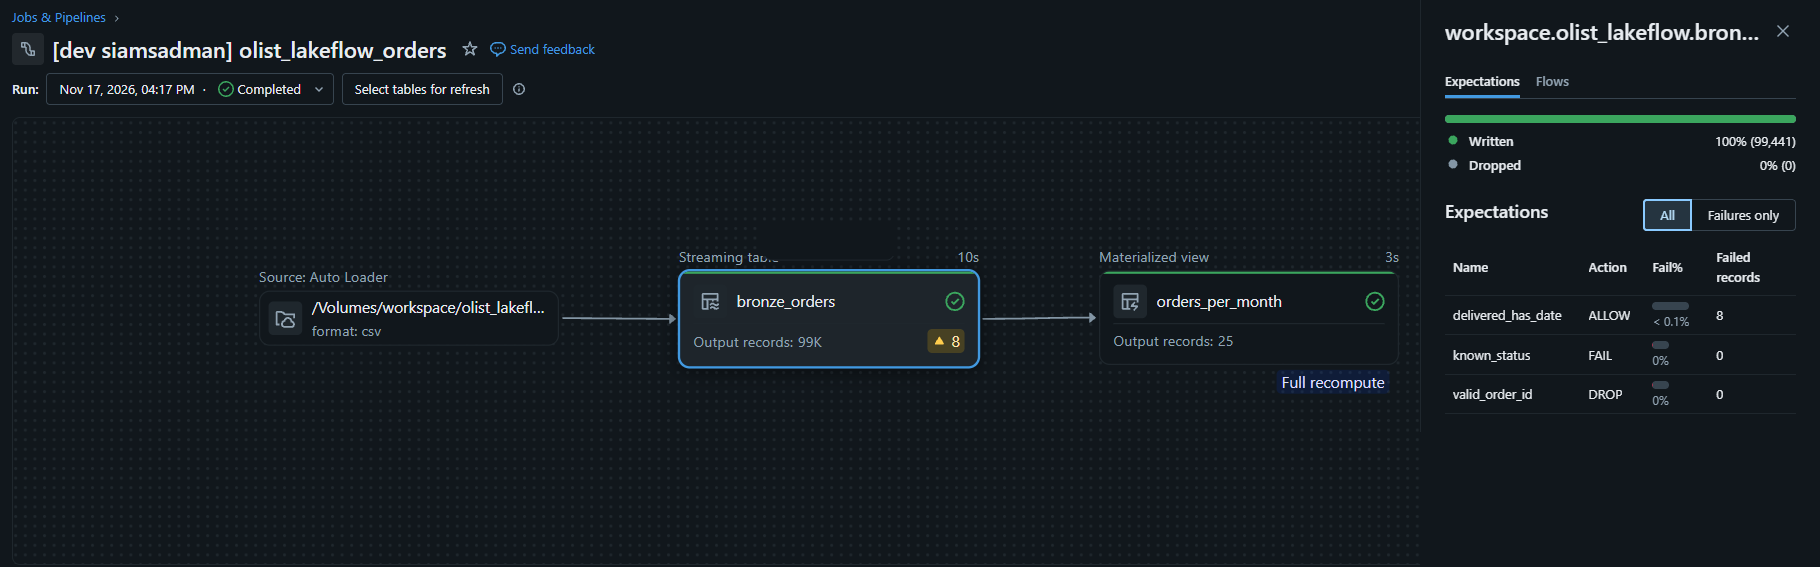 Jobs & Pipelines ›
[dev siamsadman] olist_lakeflow_orders
Send feedback
Run: Nov 17, 2026, 04:17 PM · Completed
Select tables for refresh
Source: Auto Loader
/Volumes/workspace/olist_lakefl...
format: csv
Streaming 10s
bronze_orders
Output records: 99K
8
Materialized view 3s
orders_per_month
Output records: 25
Full recompute
workspace.olist_lakeflow.bron...
Expectations Flows
Written 100% (99,441)
Dropped 0% (0)
Expectations
All Failures only
Name Action Fail% Failed records
delivered_has_date ALLOW < 0.1% 8
known_status FAIL 0% 0
valid_order_id DROP 0% 0